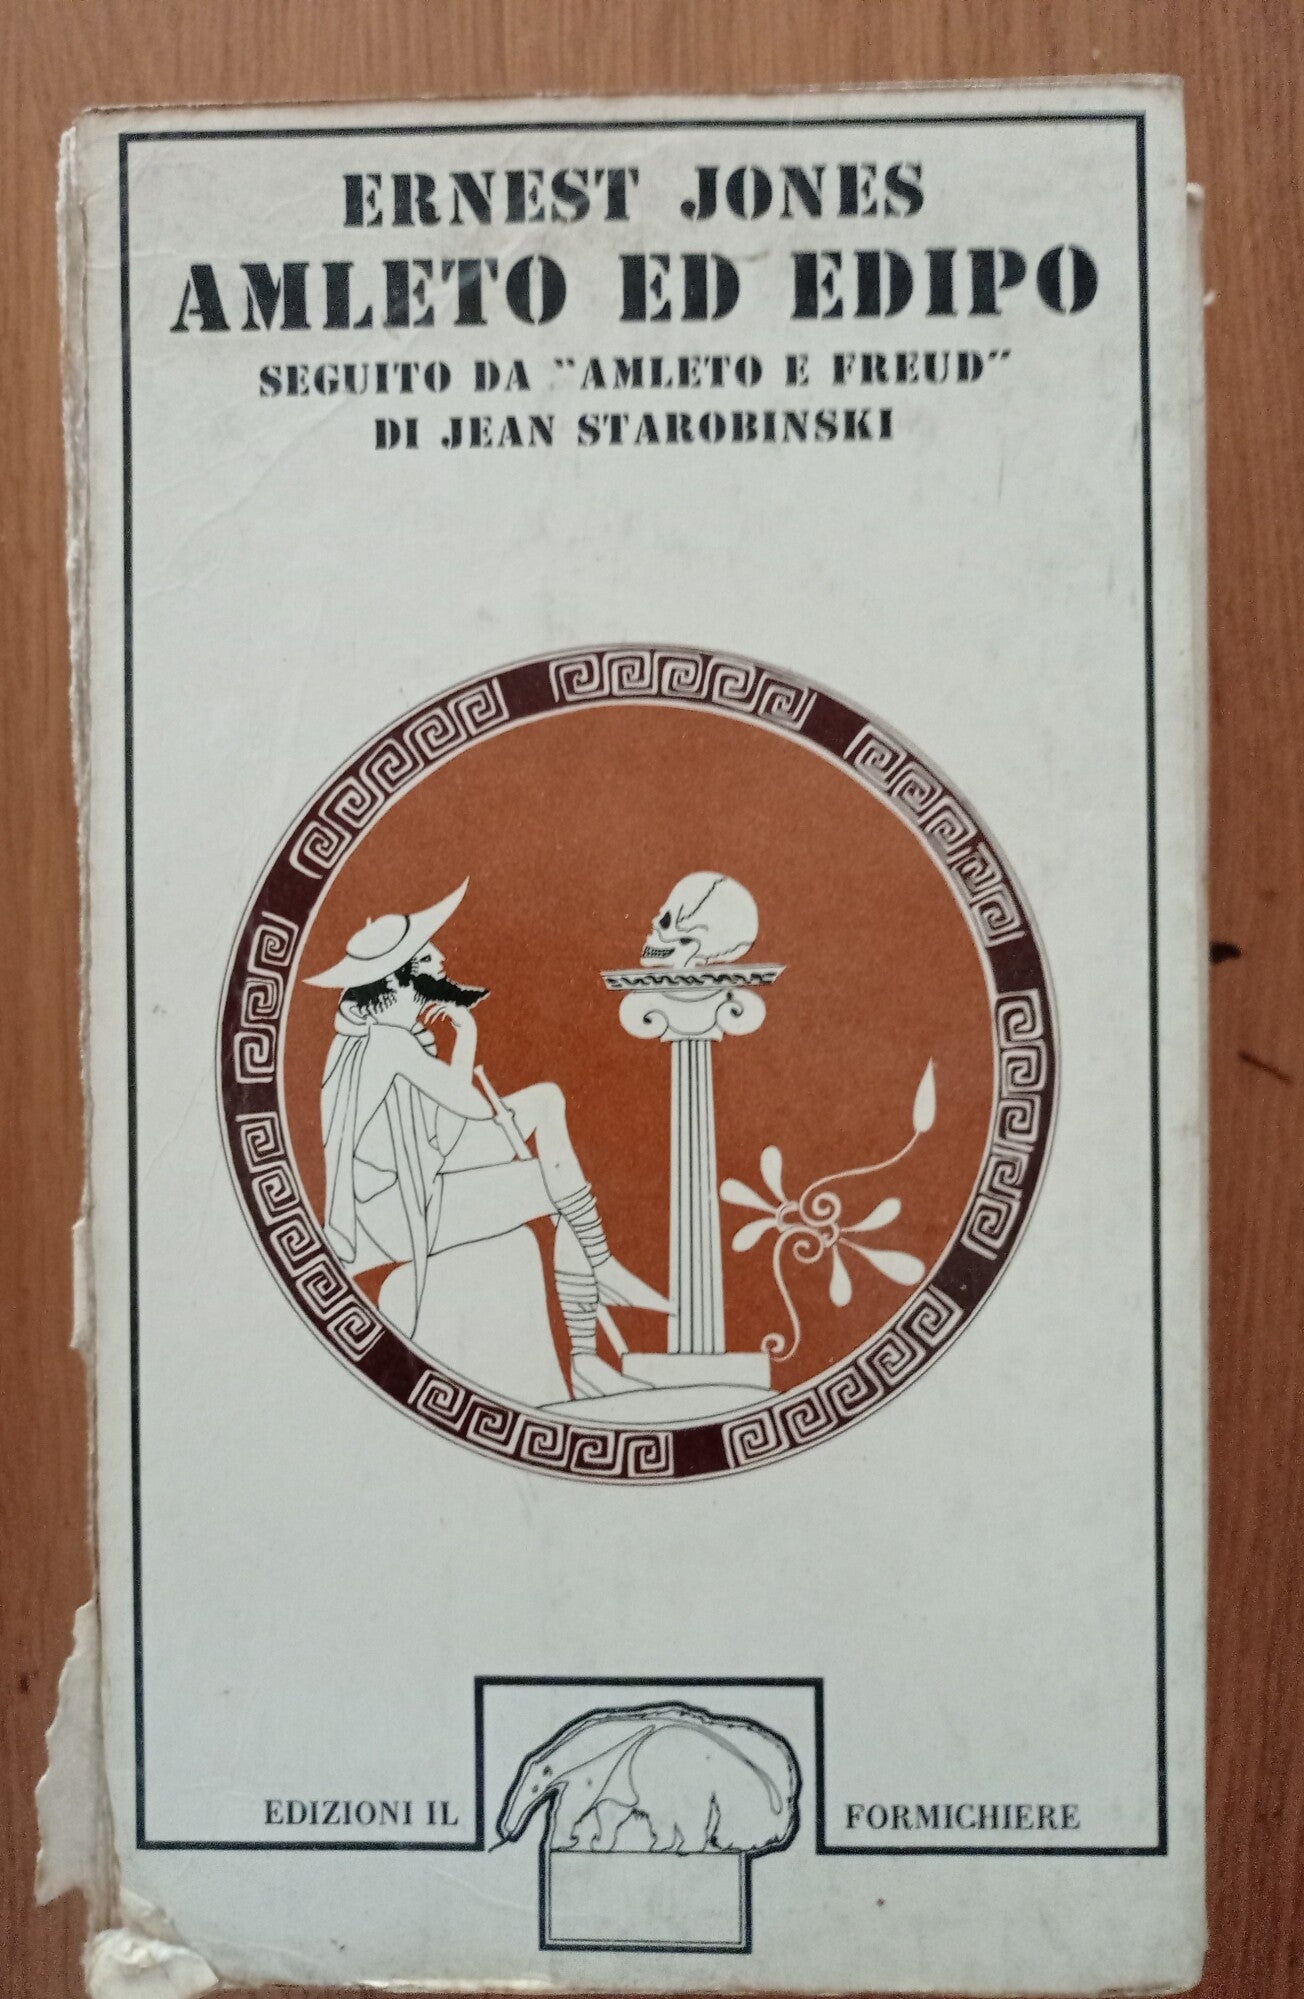 ERNEST JONES
AMLETO ED EDIPO
SEGUITO DA "AMLETO E FREUD"
DI JEAN STAROBINSKI
EDIZIONI IL FORMICHIERE